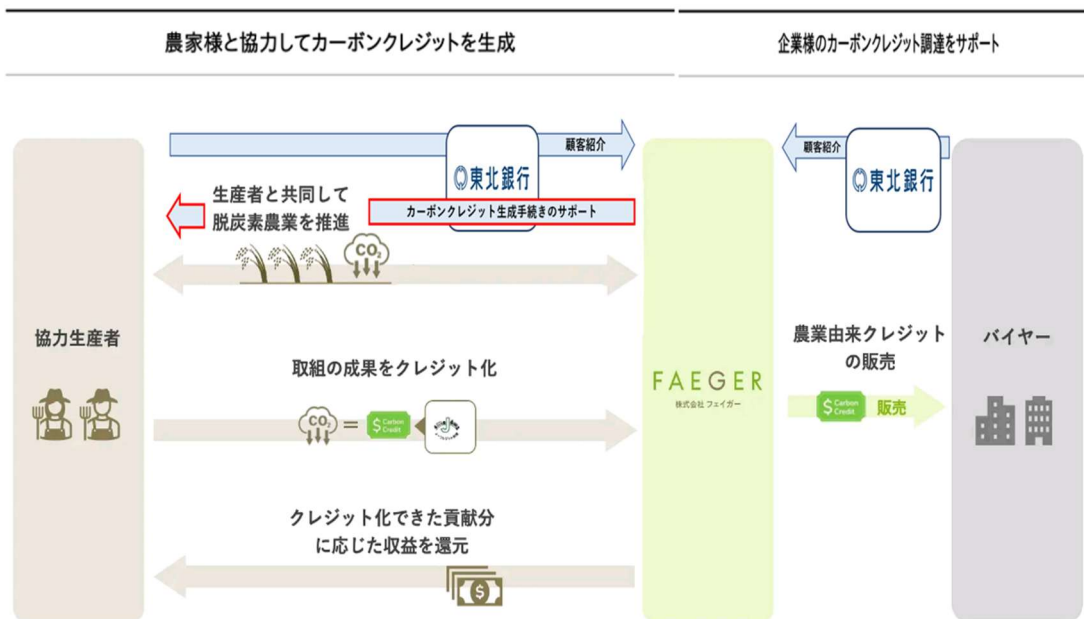 農家様と協力してカーボンクレジットを生成
企業様のカーボンクレジット調達をサポート
顧客紹介
東北銀行
生産者と共同して
脱炭素農業を推進
カーボンクレジット生成手続きのサポート
CO₂
顧客紹介
東北銀行
協力生産者
取組の成果をクレジット化
CO₂ = $ Carbon
Credit
FAEGER
株式会社 フェイガー
農業由来クレジット
の販売
$ Carbon
Credit
販売
バイヤー
クレジット化できた貢献分
に応じた収益を還元
$